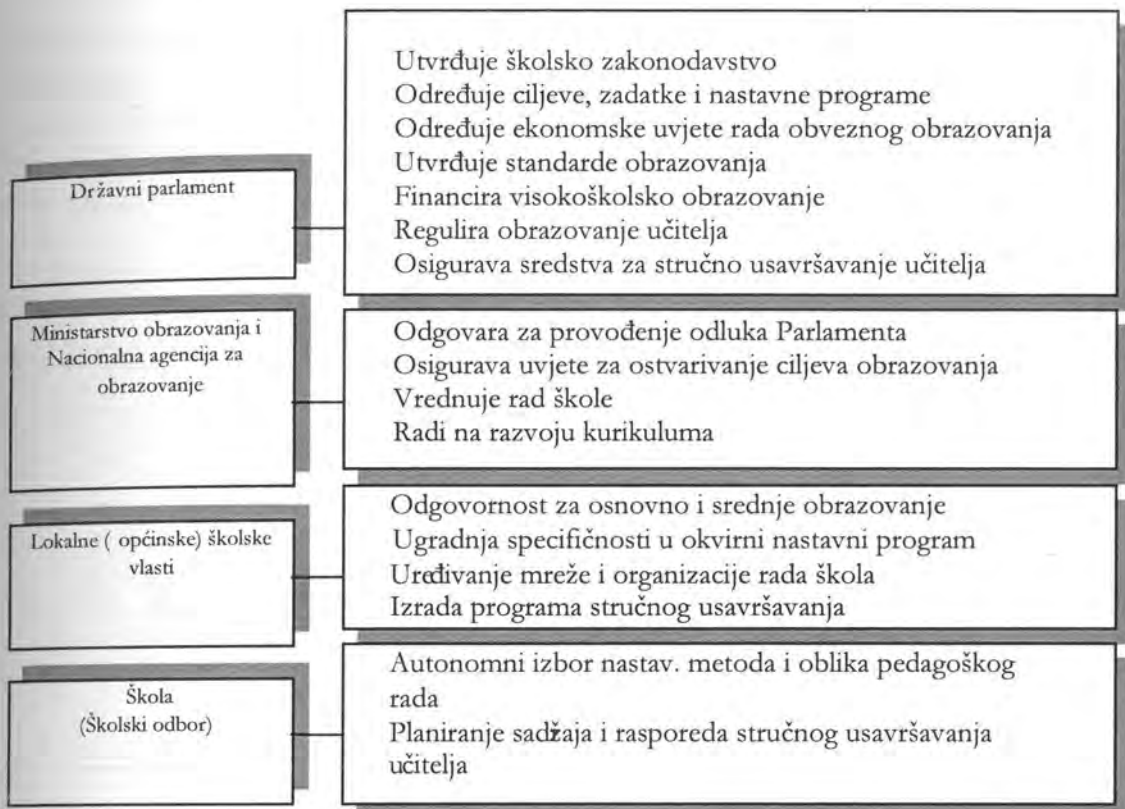 Državni parlament
Utvrđuje školsko zakonodavstvo
Određuje ciljeve, zadatke i nastavne programe
Određuje ekonomske uvjete rada obveznog obrazovanja
Utvrđuje standarde obrazovanja
Financira visokoškolsko obrazovanje
Regulira obrazovanje učitelja
Osigurava sredstva za stručno usavršavanje učitelja
Ministarstvo obrazovanja i
Nacionalna agencija za
obrazovanje
Odgovara za provođenje odluka Parlamenta
Osigurava uvjete za ostvarivanje ciljeva obrazovanja
Vrednuje rad škole
Radi na razvoju kurikuluma
Lokalne ( općinske) školske
vlasti
Odgovornost za osnovno i srednje obrazovanje
Ugradnja specifičnosti u okvirni nastavni program
Uređivanje mreže i organizacije rada škola
Izrada programa stručnog usavršavanja
Škola
(Školski odbor)
Autonomni izbor nastav. metoda i oblika pedagoškog
rada
Planiranje sadžaja i rasporeda stručnog usavršavanja
učitelja